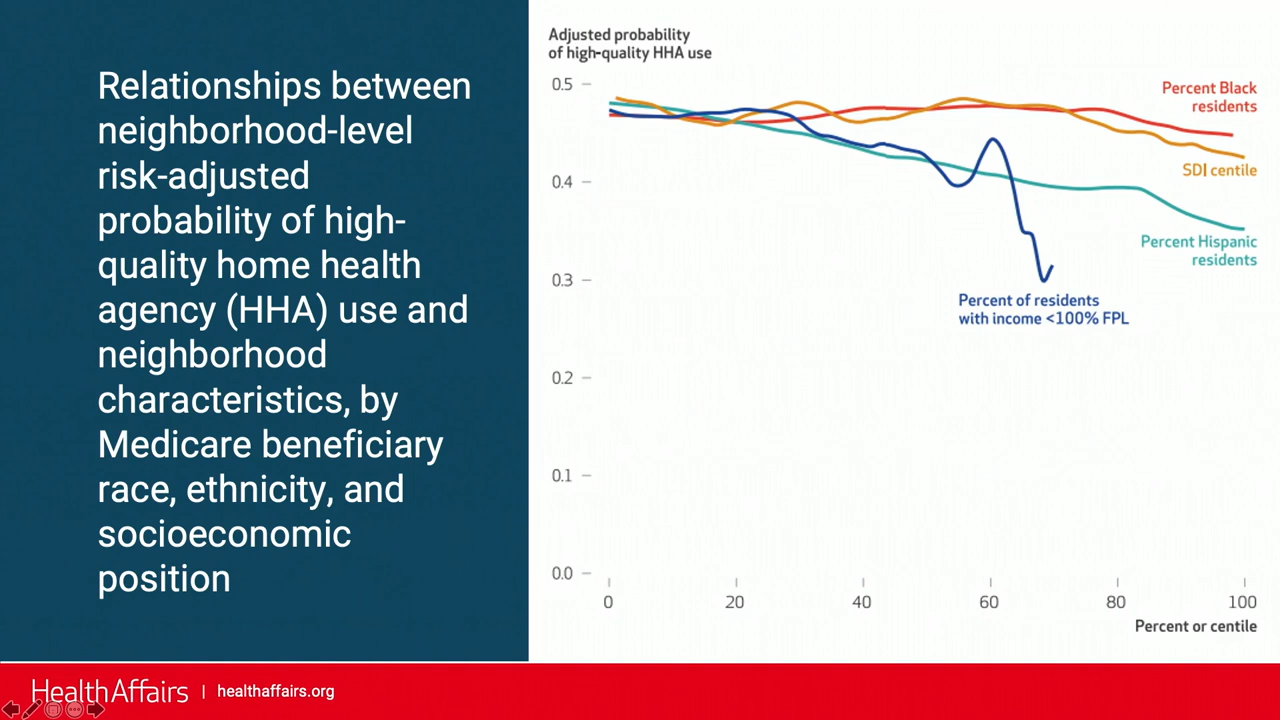 Relationships between
neighborhood-level
risk-adjusted
probability of high-
quality home health
agency (HHA) use and
neighborhood
characteristics, by
Medicare beneficiary
race, ethnicity, and
socioeconomic
position
Adjusted probability
of high-quality HHA use
0.5
0.4
0.3
0.2
0.1
0.0
Percent Black
residents
SDI centile
Percent Hispanic
residents
Percent of residents
with income <100% FPL
0 20 40 60 80 100
Percent or centile
HealthAffairs | healthaffairs.org